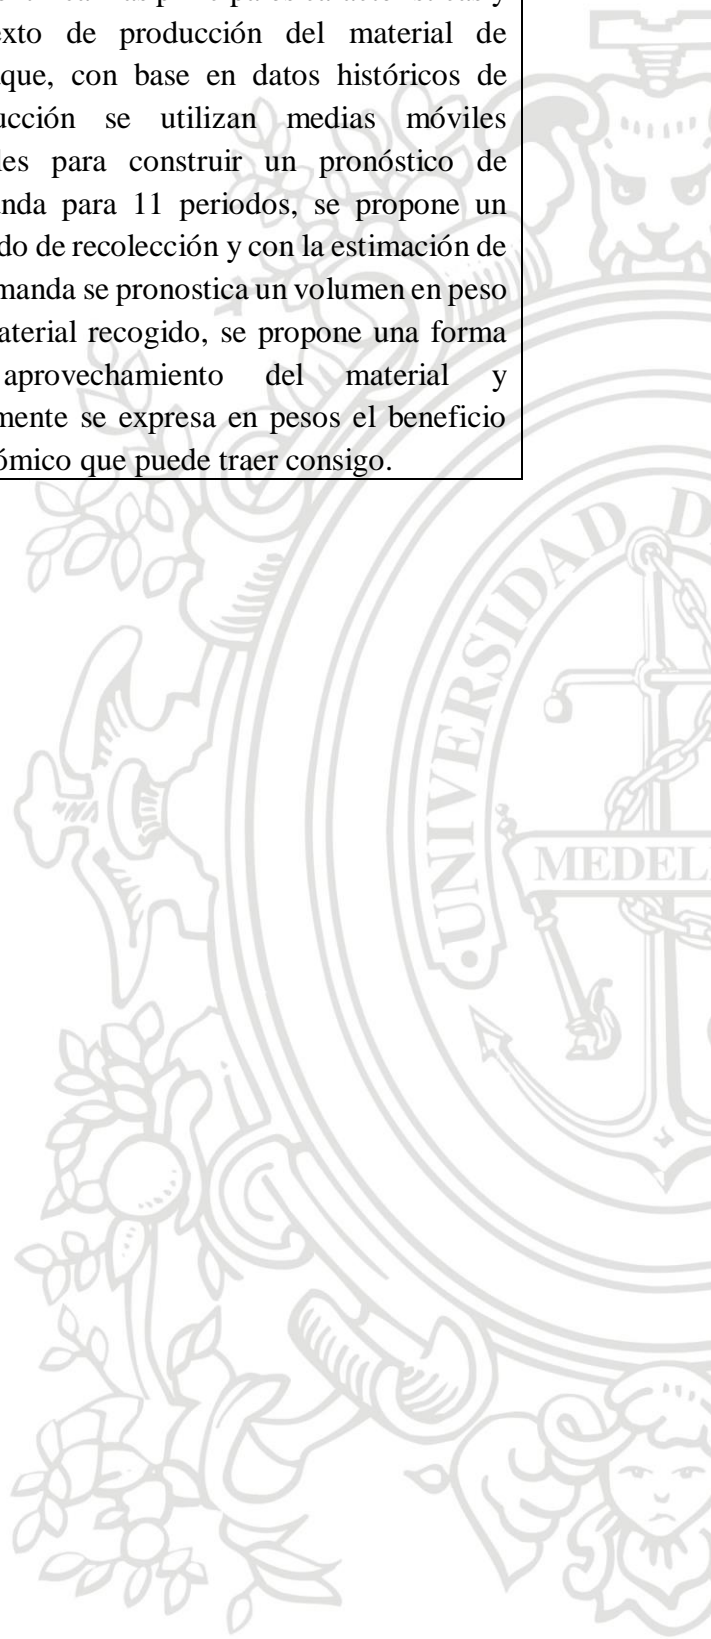 principales
exto de producción del material de
que, con base en datos históricos de
ucción se utilizan medias móviles
les para construir un pronóstico de
nda para 11 periodos, se propone un
do de recolección y con la estimación de
manda se pronostica un volumen en peso
aterial recogido, se propone una forma
aprovechamiento del material y
mente se expresa en pesos el beneficio
ómico que puede traer consigo.
UNIVERSIDAD D
MEDEL